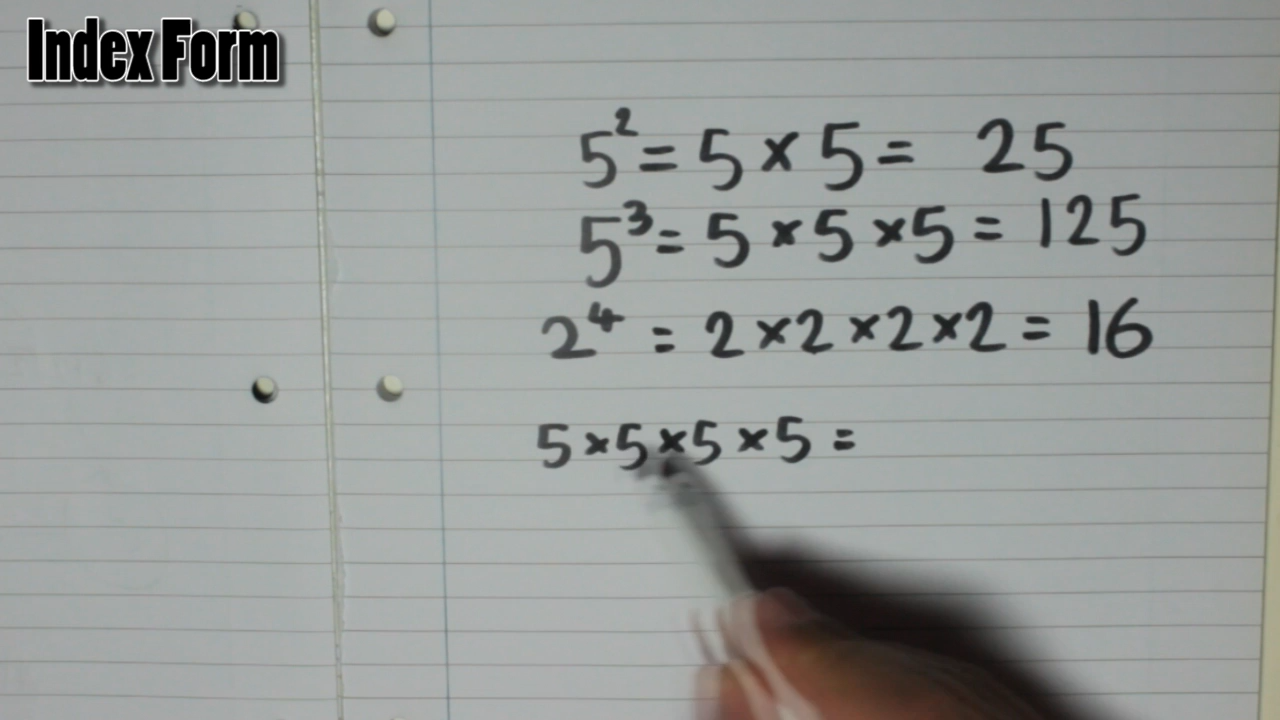 Index Form
5² = 5 × 5 = 25
5³ = 5 × 5 × 5 = 125
2⁴ = 2 × 2 × 2 × 2 = 16
5 × 5 × 5 × 5 =